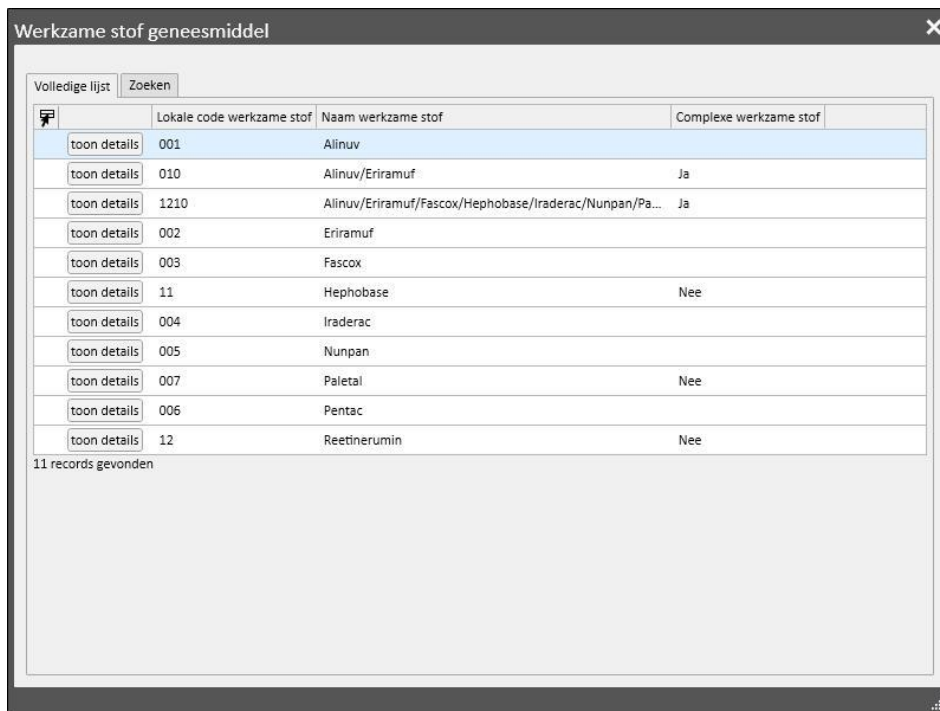 Werkzame stof geneesmiddel
Volledige lijst Zoeken
Lokale code werkzame stof Naam werkzame stof Complexe werkzame stof
toon details 001 Alinuv
toon details 010 Alinuv/Eriramuf Ja
toon details 1210 Alinuv/Eriramuf/Fascox/Hephobase/Iraderac/Nunpan/Pa... Ja
toon details 002 Eriramuf
toon details 003 Fascox
toon details 11 Hephobase Nee
toon details 004 Iraderac
toon details 005 Nunpan
toon details 007 Paletal Nee
toon details 006 Pentac
toon details 12 Reetinerumin Nee
11 records gevonden